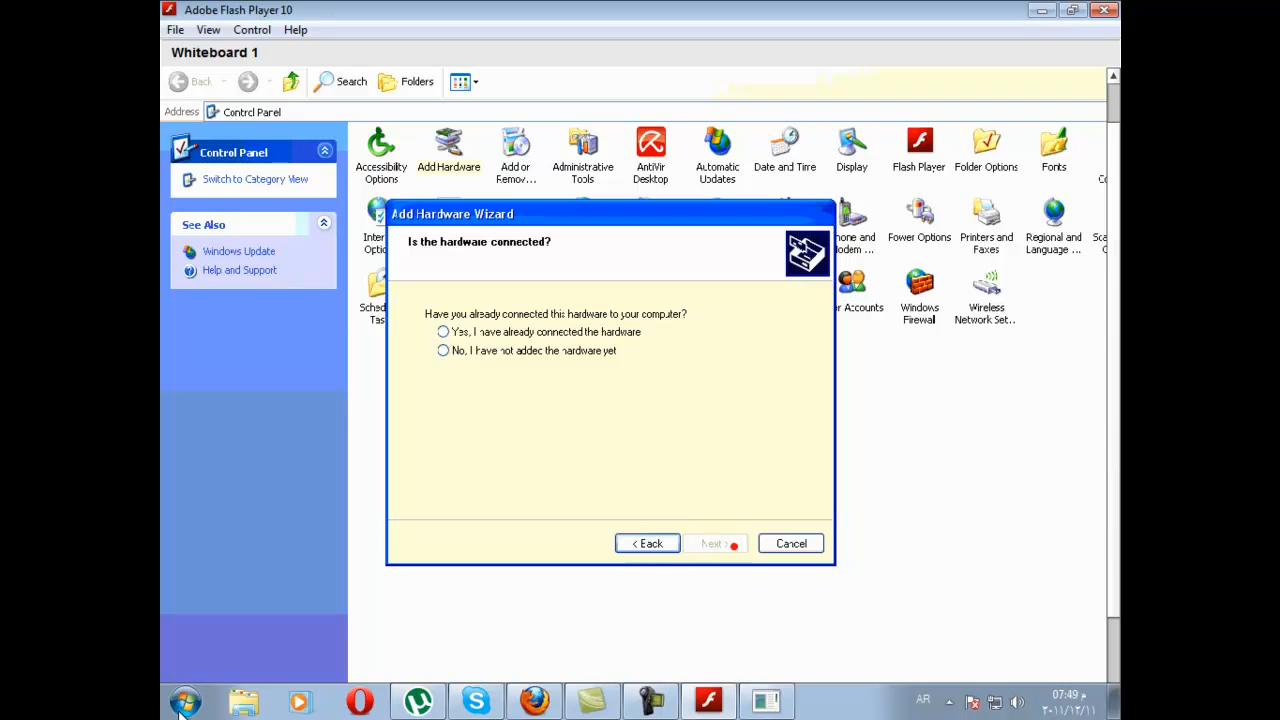 Adobe Flash Player 10
File View Control Help
Whiteboard 1
Back Search Folders
Address Control Panel
Control Panel
Switch to Category View
See Also
Windows Update
Help and Support
Accessibility Options
Add Hardware
Add or Remov...
Administrative Tools
AntiVir Desktop
Automatic Updates
Date and Time
Display
Flash Player
Folder Options
Fonts
Power Options
Printers and Faxes
Regional and Language ...
Windows Firewall
Wireless Network Set...
Add Hardware Wizard
Is the hardware connected?
Have you already connected this hardware to your computer?
Yes, I have already connected the hardware
No, I have not added the hardware yet
< Back Next > Cancel
AR
07:49 م
٢٠١١/١٢/١١